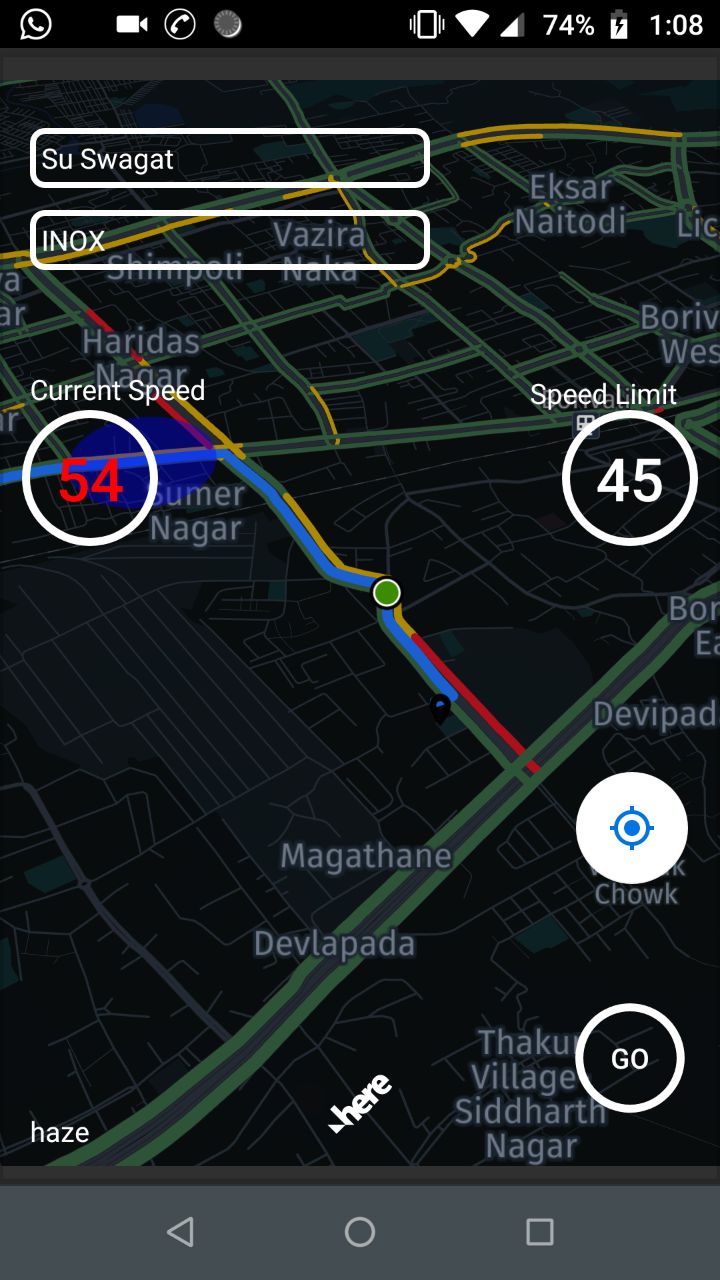 74% 1:08
Su Swagat
Eksar
Naitodi
Lic
INOX
Vazira
Naka
Shimpoli
Boriv
Wes
Haridas
Nagar
Current Speed
Speed Limit
54
45
Sumer
Nagar
Bor
Ea
Devipad
Magathane
Chowk
Devlapada
Thakur
Village
Siddharth
Nagar
GO
here
haze